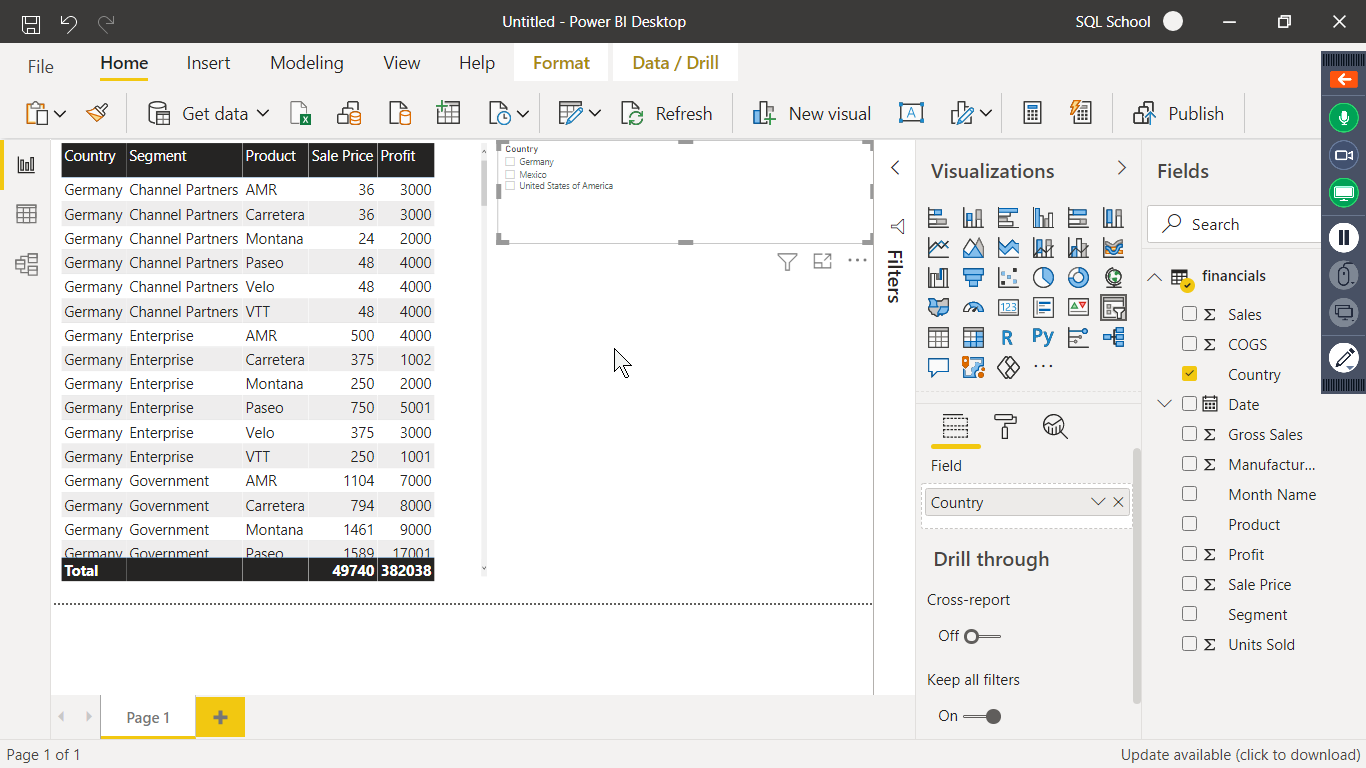 Untitled - Power BI Desktop
SQL School
File Home Insert Modeling View Help Format Data / Drill
Get data Refresh New visual Publish
Country Segment Product Sale Price Profit
Germany Channel Partners AMR 36 3000
Germany Channel Partners Carretera 36 3000
Germany Channel Partners Montana 24 2000
Germany Channel Partners Paseo 48 4000
Germany Channel Partners Velo 48 4000
Germany Channel Partners VTT 48 4000
Germany Enterprise AMR 500 4000
Germany Enterprise Carretera 375 1002
Germany Enterprise Montana 250 2000
Germany Enterprise Paseo 750 5001
Germany Enterprise Velo 375 3000
Germany Enterprise VTT 250 1001
Germany Government AMR 1104 7000
Germany Government Carretera 794 8000
Germany Government Montana 1461 9000
Germany Government Paseo 1589 17001
Total 49740 382038
Country
Germany
Mexico
United States of America
Filters
Visualizations
123
R Py
Field
Country
Drill through
Cross-report
Off
Keep all filters
On
Fields
Search
financials
Sales
COGS
Country
Date
Gross Sales
Manufactur...
Month Name
Product
Profit
Sale Price
Segment
Units Sold
Page 1
Page 1 of 1
Update available (click to download)